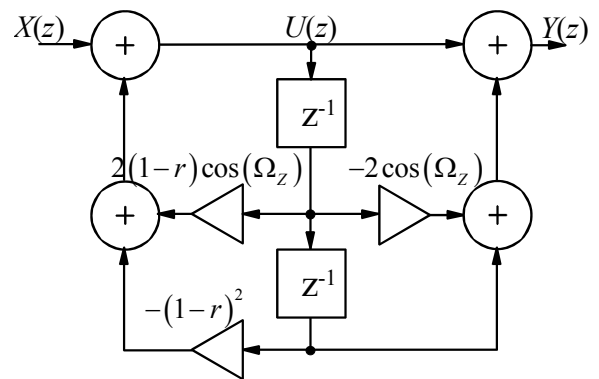 X(z) + U(z) + Y(z)
z⁻¹
2(1−r)cos(Ω_Z) −2cos(Ω_Z)
+ +
z⁻¹
−(1−r)²